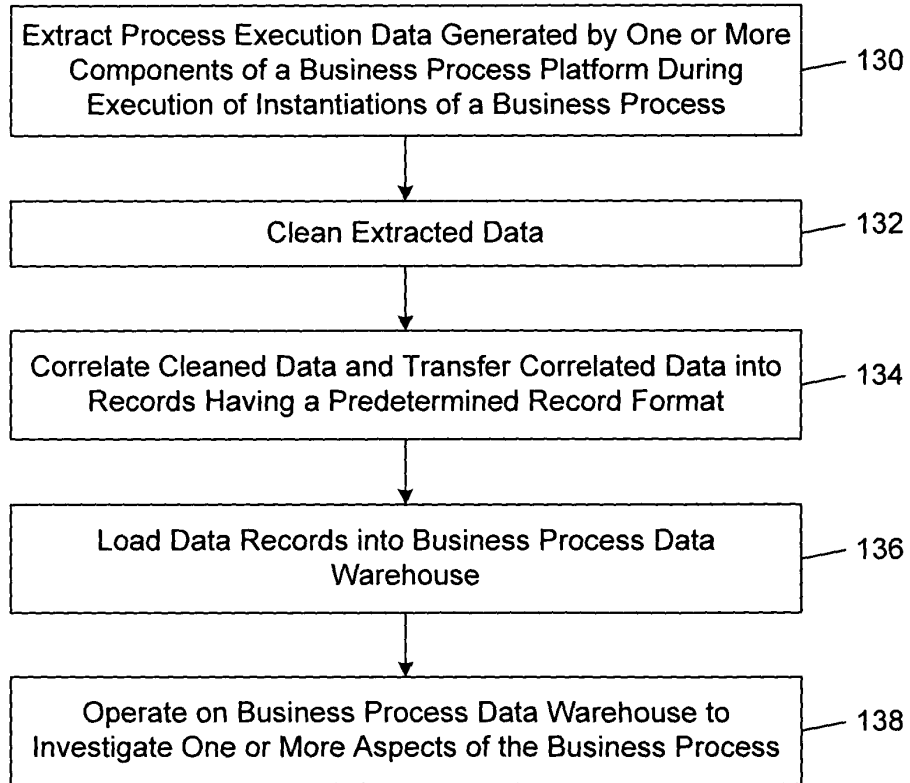 Extract Process Execution Data Generated by One or More
Components of a Business Process Platform During
Execution of Instantiations of a Business Process
130
Clean Extracted Data
132
Correlate Cleaned Data and Transfer Correlated Data into
Records Having a Predetermined Record Format
134
Load Data Records into Business Process Data
Warehouse
136
Operate on Business Process Data Warehouse to
Investigate One or More Aspects of the Business Process
138